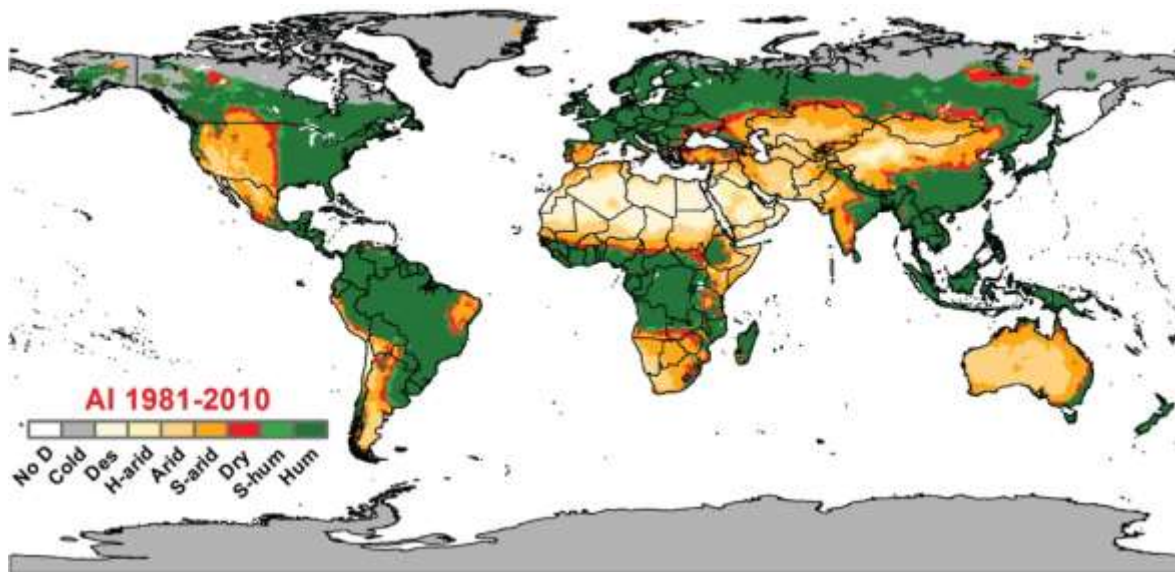 AI 1981-2010
No D
Cold
Des
H-arid
Arid
S-arid
Dry
S-hum
Hum